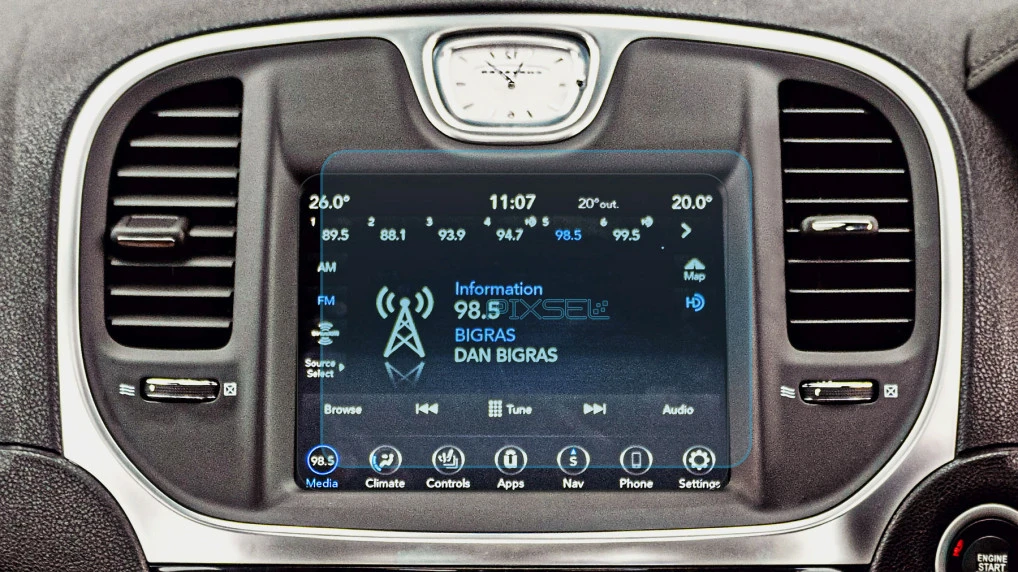 12
26.0° 11:07 20°out. 20.0°
1 2 3 4 5 6
89.5 88.1 93.9 94.7 98.5 99.5
AM
Map
FM
Information
98.5
PIXSEL
BIGRAS
DAN BIGRAS
Source
Select
Browse Tune Audio
98.5 S
Media Climate Controls Apps Nav Phone Settings
ENGINE
START